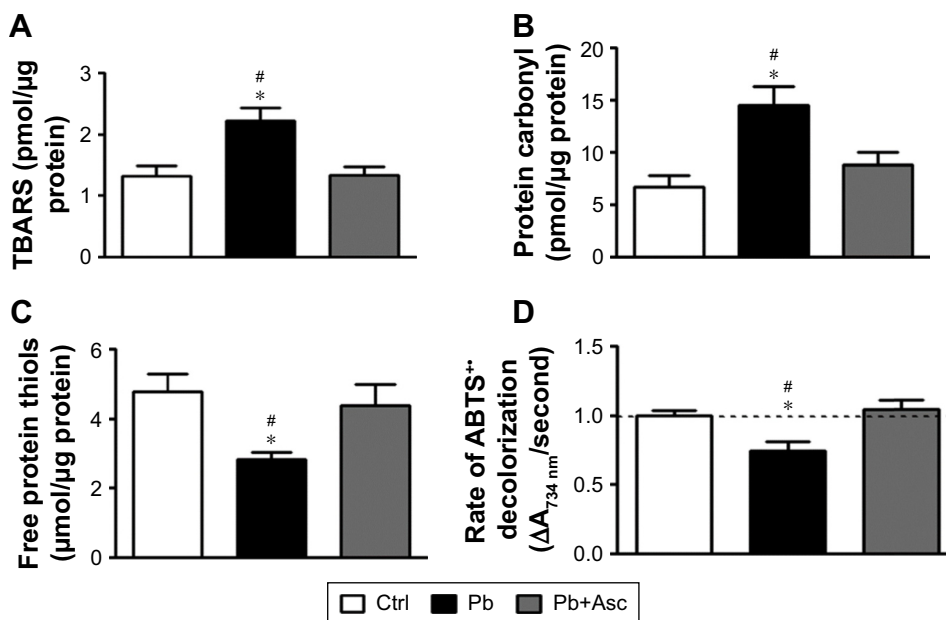 A
TBARS (pmol/µg
protein)
3
2
1
0
#
*
B
Protein carbonyl
(pmol/µg protein)
20
15
10
5
0
#
*
C
Free protein thiols
(µmol/µg protein)
6
4
2
0
#
*
D
Rate of ABTS+•
decolorization
(ΔA734 nm/second)
1.5
1.0
0.5
0.0
#
*
Ctrl Pb Pb+Asc